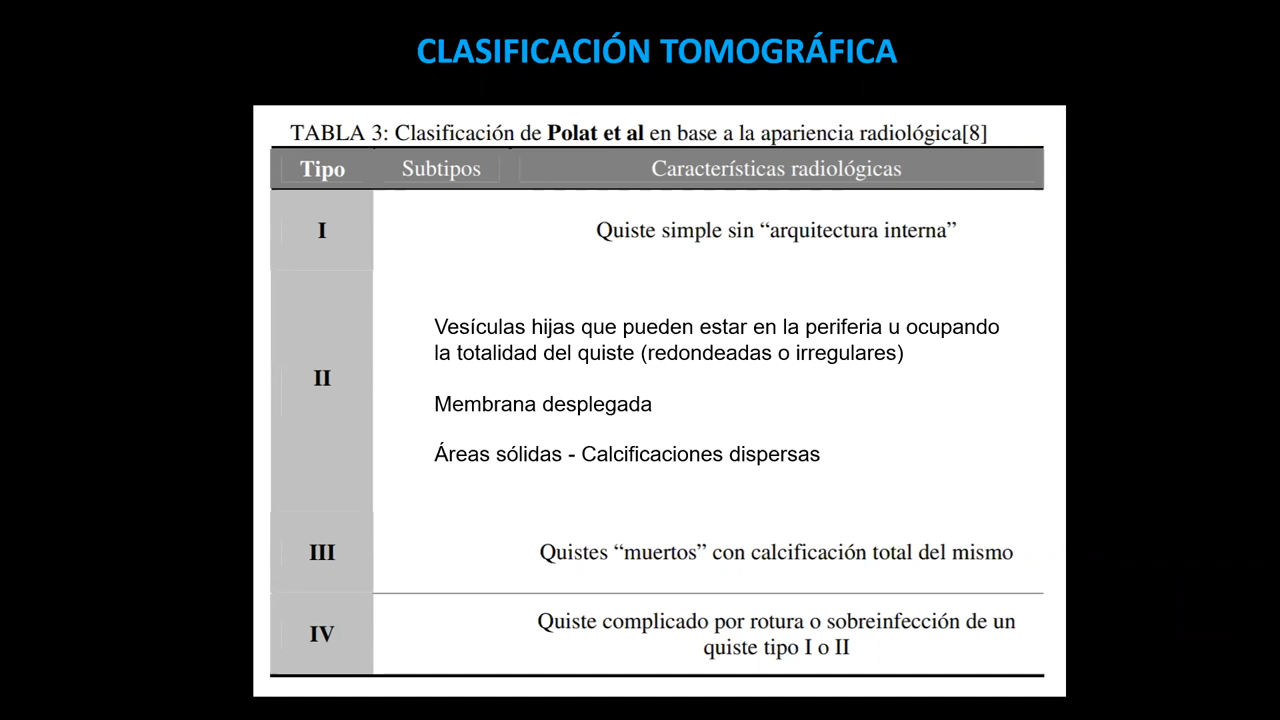 CLASIFICACIÓN TOMOGRÁFICA
TABLA 3: Clasificación de Polat et al en base a la apariencia radiológica[8]
Tipo Subtipos Características radiológicas
I Quiste simple sin “arquitectura interna”
Vesículas hijas que pueden estar en la periferia u ocupando
la totalidad del quiste (redondeadas o irregulares)
II
Membrana desplegada
Áreas sólidas - Calcificaciones dispersas
III Quistes “muertos” con calcificación total del mismo
IV Quiste complicado por rotura o sobreinfección de un
quiste tipo I o II